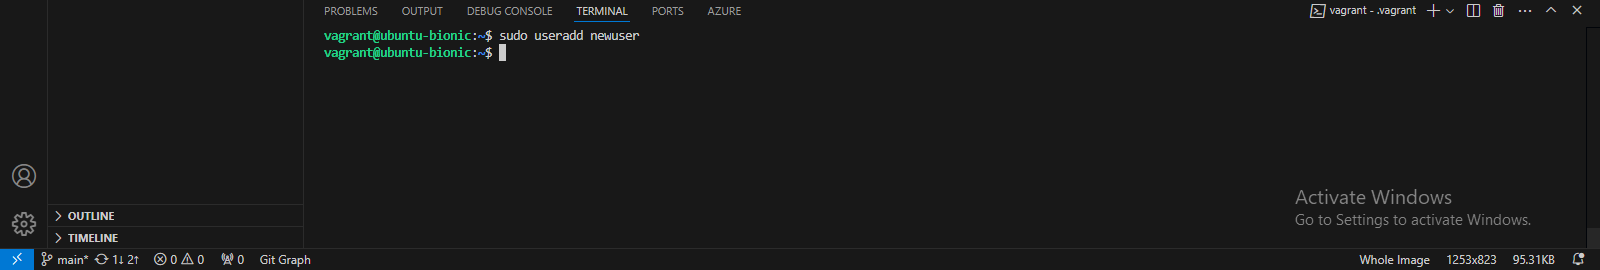 PROBLEMS OUTPUT DEBUG CONSOLE TERMINAL PORTS AZURE vagrant - .vagrant
vagrant@ubuntu-bionic:~$ sudo useradd newuser
vagrant@ubuntu-bionic:~$
Activate Windows
Go to Settings to activate Windows.
OUTLINE
TIMELINE
main* 1↓ 2↑ 0 0 0 Git Graph Whole Image 1253x823 95.31KB